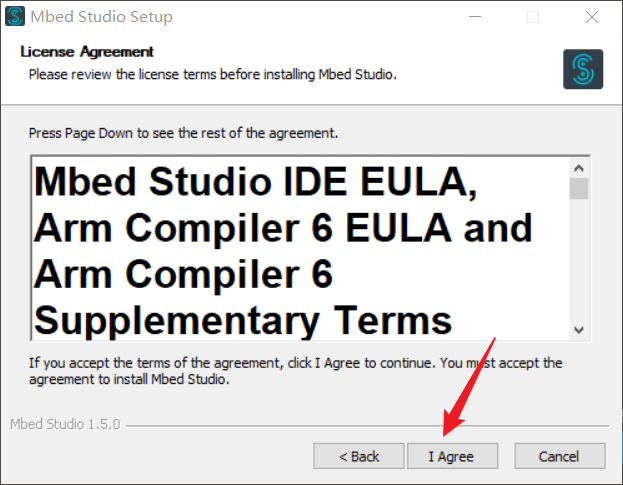 Mbed Studio Setup
License Agreement
Please review the license terms before installing Mbed Studio.
Press Page Down to see the rest of the agreement.
Mbed Studio IDE EULA,
Arm Compiler 6 EULA and
Arm Compiler 6
Supplementary Terms
If you accept the terms of the agreement, click I Agree to continue. You must accept the
agreement to install Mbed Studio.
Mbed Studio 1.5.0
< Back I Agree Cancel